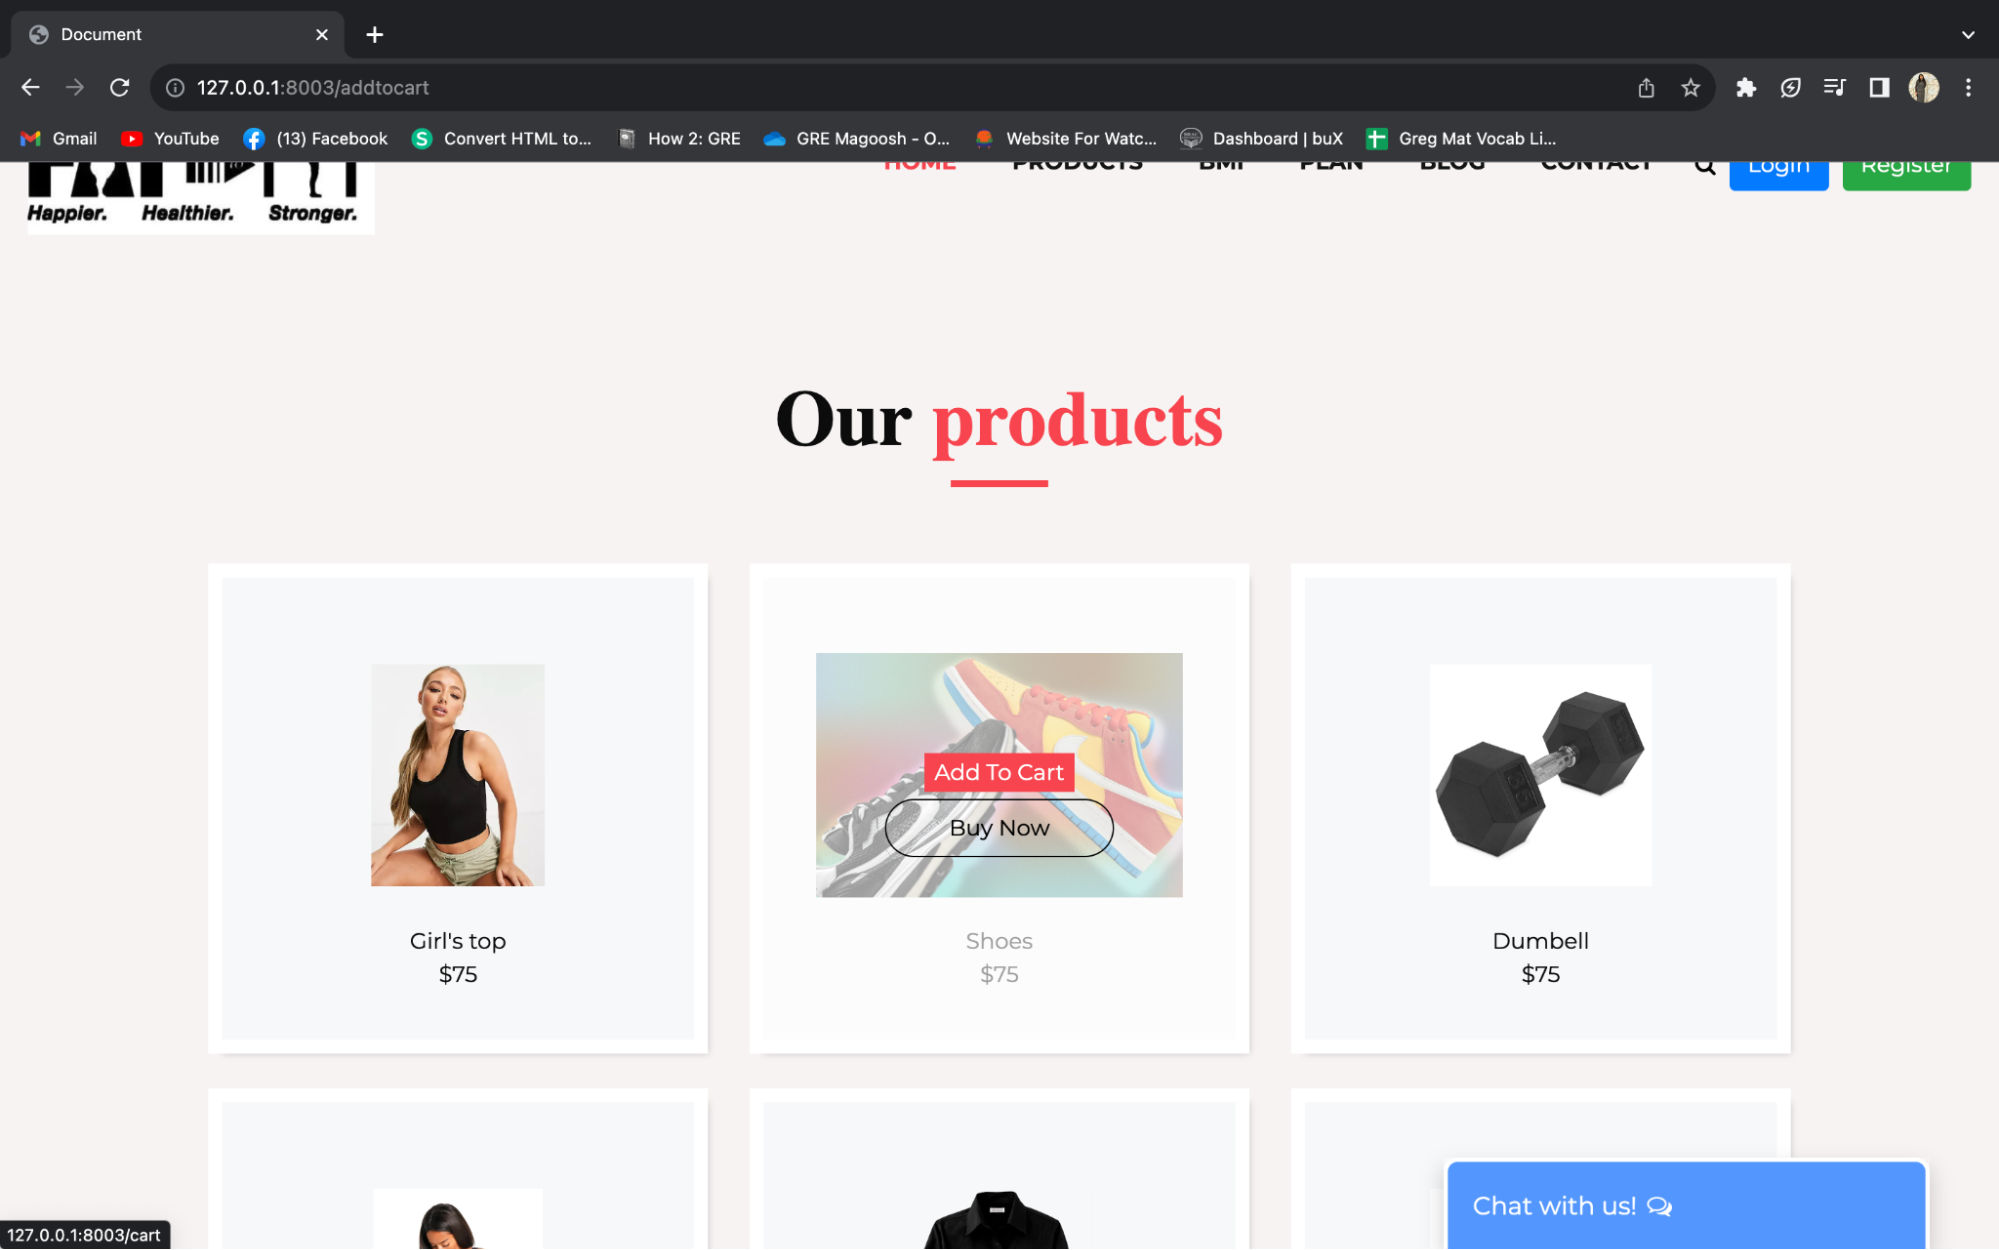 Document
127.0.0.1:8003/addtocart
Gmail
YouTube
(13) Facebook
Convert HTML to...
How 2: GRE
GRE Magoosh - O...
Website For Watc...
Dashboard | buX
Greg Mat Vocab Li...
HOME
PRODUCTS
BMI
PLAN
BLOG
CONTACT
Login
Register
Happier. Healthier. Stronger.
Our products
Add To Cart
Buy Now
Girl's top
$75
Shoes
$75
Dumbell
$75
Chat with us!
127.0.0.1:8003/cart